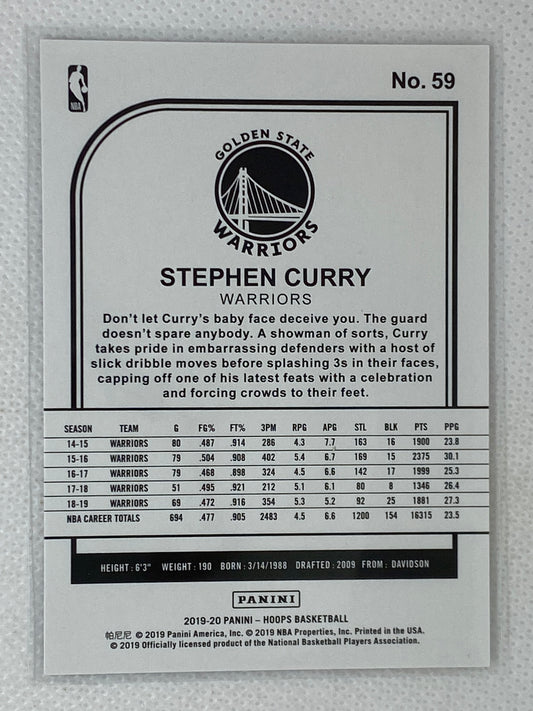 NBA
No. 59
GOLDEN STATE
WARRIORS
STEPHEN CURRY
WARRIORS
Don't let Curry's baby face deceive you. The guard
doesn't spare anybody. A showman of sorts, Curry
takes pride in embarrassing defenders with a host of
slick dribble moves before splashing 3s in their faces,
capping off one of his latest feats with a celebration
and forcing crowds to their feet.
SEASON TEAM G FG% FT% 3PM RPG APG STL BLK PTS PPG
14-15 WARRIORS 80 .487 .914 286 4.3 7.7 163 16 1900 23.8
15-16 WARRIORS 79 .504 .908 402 5.4 6.7 169 15 2375 30.1
16-17 WARRIORS 79 .468 .898 324 4.5 6.6 142 17 1999 25.3
17-18 WARRIORS 51 .495 .921 212 5.1 6.1 80 8 1346 26.4
18-19 WARRIORS 69 .472 .916 354 5.3 5.2 92 25 1881 27.3
NBA CAREER TOTALS 694 .477 .905 2483 4.5 6.6 1200 154 16315 23.5
HEIGHT: 6'3" WEIGHT: 190 BORN: 3/14/1988 DRAFTED: 2009 FROM: DAVIDSON
PANINI
2019-20 PANINI – HOOPS BASKETBALL
帕尼尼 © 2019 Panini America, Inc. © 2019 NBA Properties, Inc. Printed in the USA.
© 2019 Officially licensed product of the National Basketball Players Association.